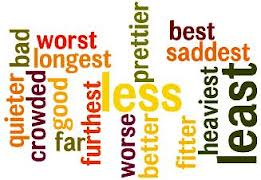 quieter
bad
crowded
worst
longest
good
far
furthest
less
prettier
worse
better
best
saddest
fitter
heaviest
least